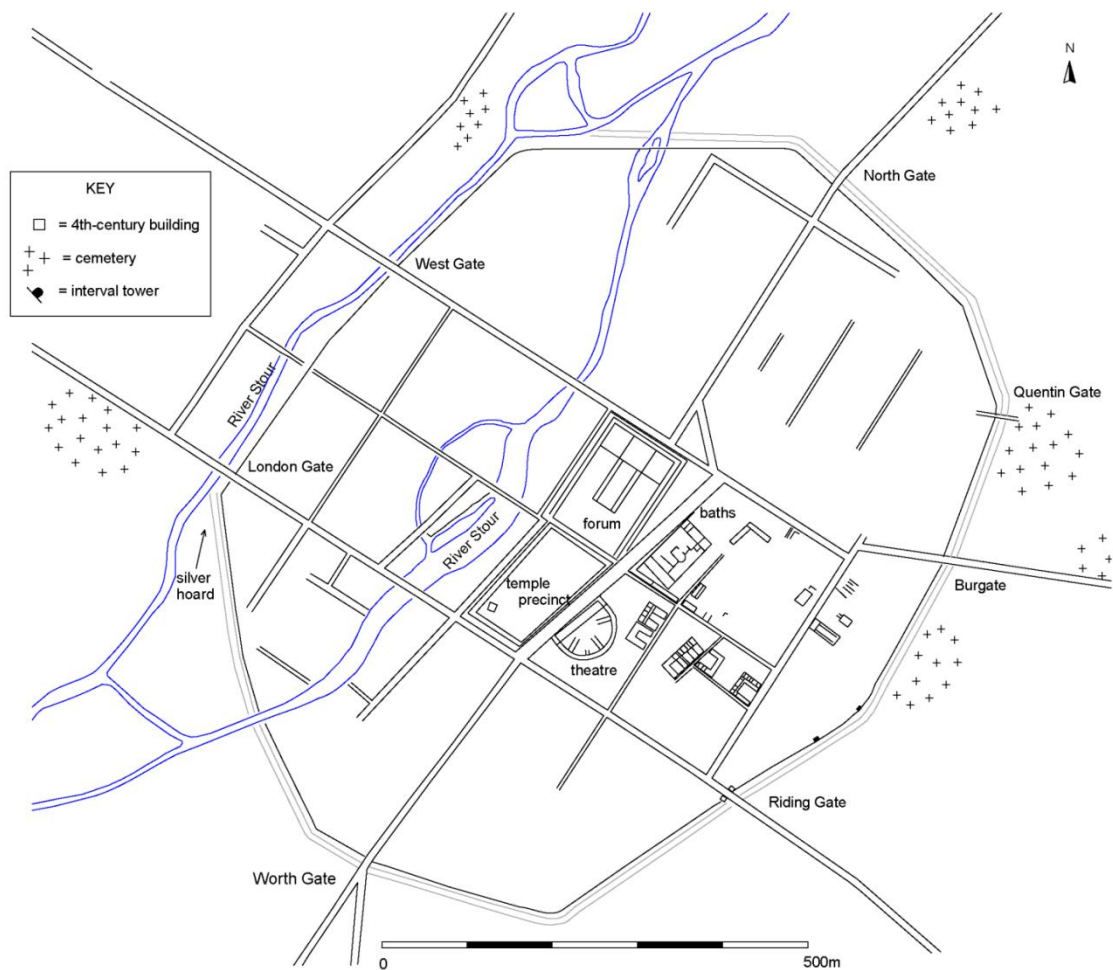 N
KEY
= 4th-century building
= cemetery
= interval tower
North Gate
West Gate
Quentin Gate
River Stour
London Gate
forum
baths
River Stour
silver
hoard
temple
precinct
Burgate
theatre
Riding Gate
Worth Gate
0
500m